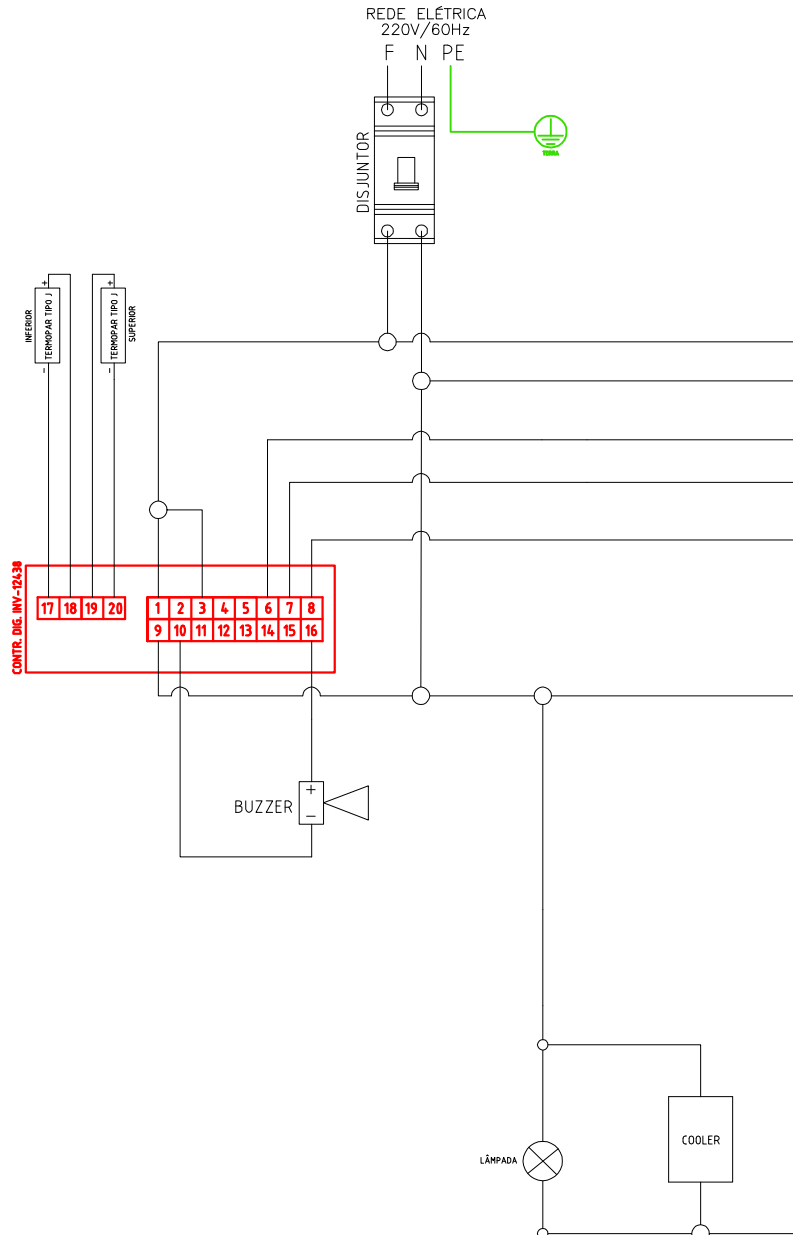 REDE ELÉTRICA
220V/60Hz
F N PE
DISJUNTOR
TERRA
INFERIOR
+ TERMOPAR TIPO J -
+ TERMOPAR TIPO J -
SUPERIOR
CONTR. DIG. INV-12438
17 18 19 20
1 2 3 4 5 6 7 8
9 10 11 12 13 14 15 16
BUZZER
+
-
LÂMPADA
COOLER